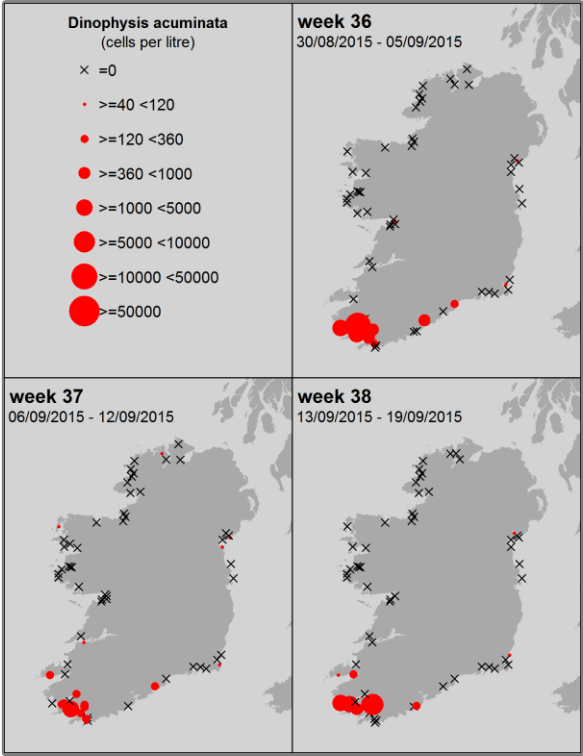 Dinophysis acuminata
(cells per litre)
=0
>=40 <120
>=120 <360
>=360 <1000
>=1000 <5000
>=5000 <10000
>=10000 <50000
>=50000
week 36
30/08/2015 - 05/09/2015
week 37
06/09/2015 - 12/09/2015
week 38
13/09/2015 - 19/09/2015